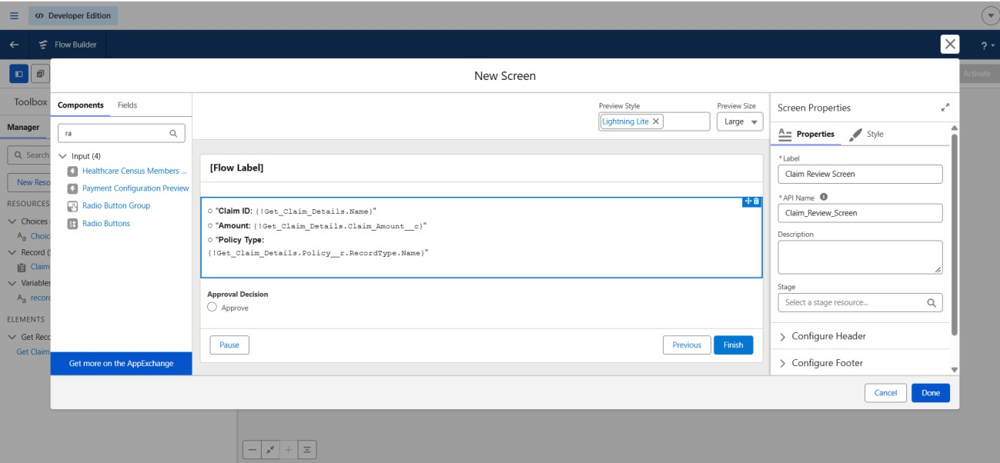 Developer Edition
Flow Builder
?
Activate
New Screen
Toolbox
Manager
Search
New Reso
RESOURCES
Choices
Choic
Record (S
Claim
Variables
record
ELEMENTS
Get Reco
Get Claim
Components
Fields
ra
Input (4)
Healthcare Census Members ...
Payment Configuration Preview
Radio Button Group
Radio Buttons
Get more on the AppExchange
Preview Style
Lightning Lite
Preview Size
Large
[Flow Label]
"Claim ID: {!Get_Claim_Details.Name}"
"Amount: {!Get_Claim_Details.Claim_Amount__c}"
"Policy Type:
{!Get_Claim_Details.Policy__r.RecordType.Name}"
Approval Decision
Approve
Pause
Previous
Finish
Screen Properties
Properties
Style
*Label
Claim Review Screen
*API Name
Claim_Review_Screen
Description
Stage
Select a stage resource...
Configure Header
Configure Footer
Cancel
Done